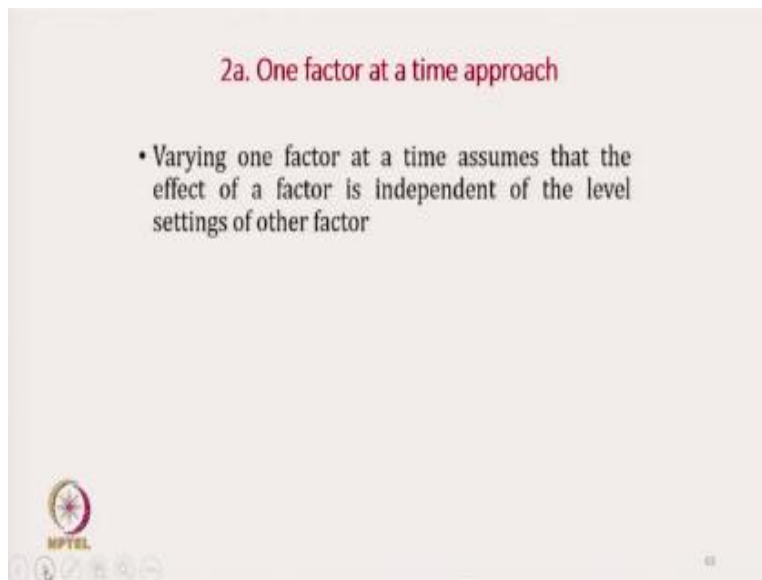 2a. One factor at a time approach
• Varying one factor at a time assumes that the
effect of a factor is independent of the level
settings of other factor
NPTEL